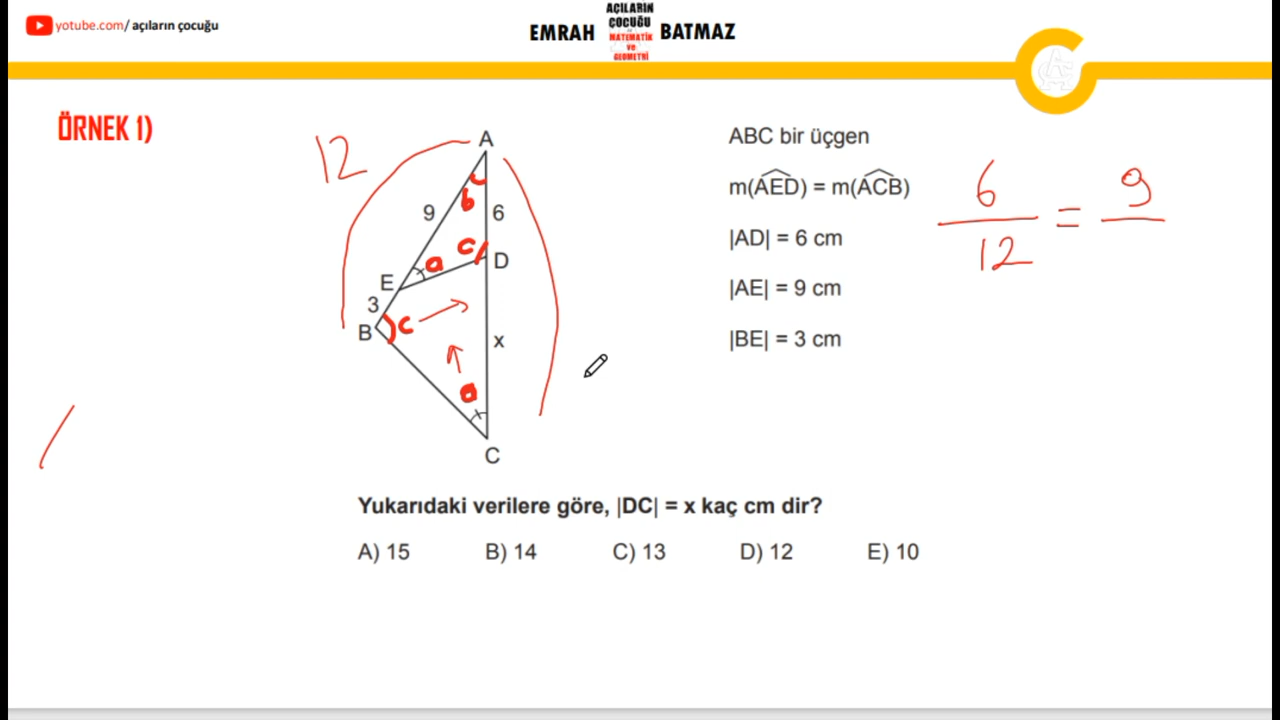 yotube.com/ açıların çocuğu
EMRAH
AÇILARIN
ÇOCUĞU
MATEMATİK
ve
GEOMETRİ
BATMAZ
ÖRNEK 1)
12
A
9
b
6
c
a
D
E
3
B
c
x
a
C
ABC bir üçgen
m(AED) = m(ACB)
|AD| = 6 cm
|AE| = 9 cm
|BE| = 3 cm
6/12 = 9/
Yukarıdaki verilere göre, |DC| = x kaç cm dir?
A) 15 B) 14 C) 13 D) 12 E) 10